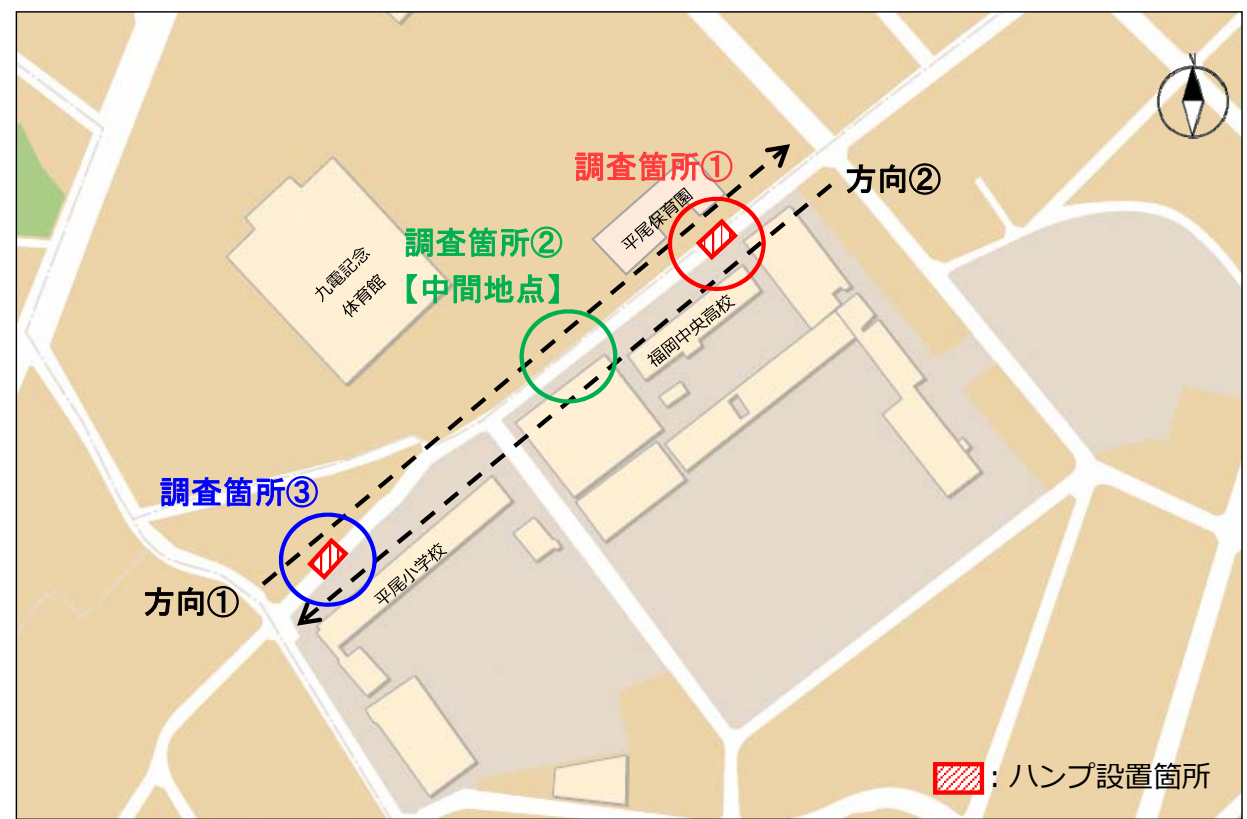 N
調査箇所①
方向②
平尾保育園
調査箇所②
【中間地点】
九電記念
体育館
福岡中央高校
調査箇所③
平尾小学校
方向①
：ハンプ設置箇所